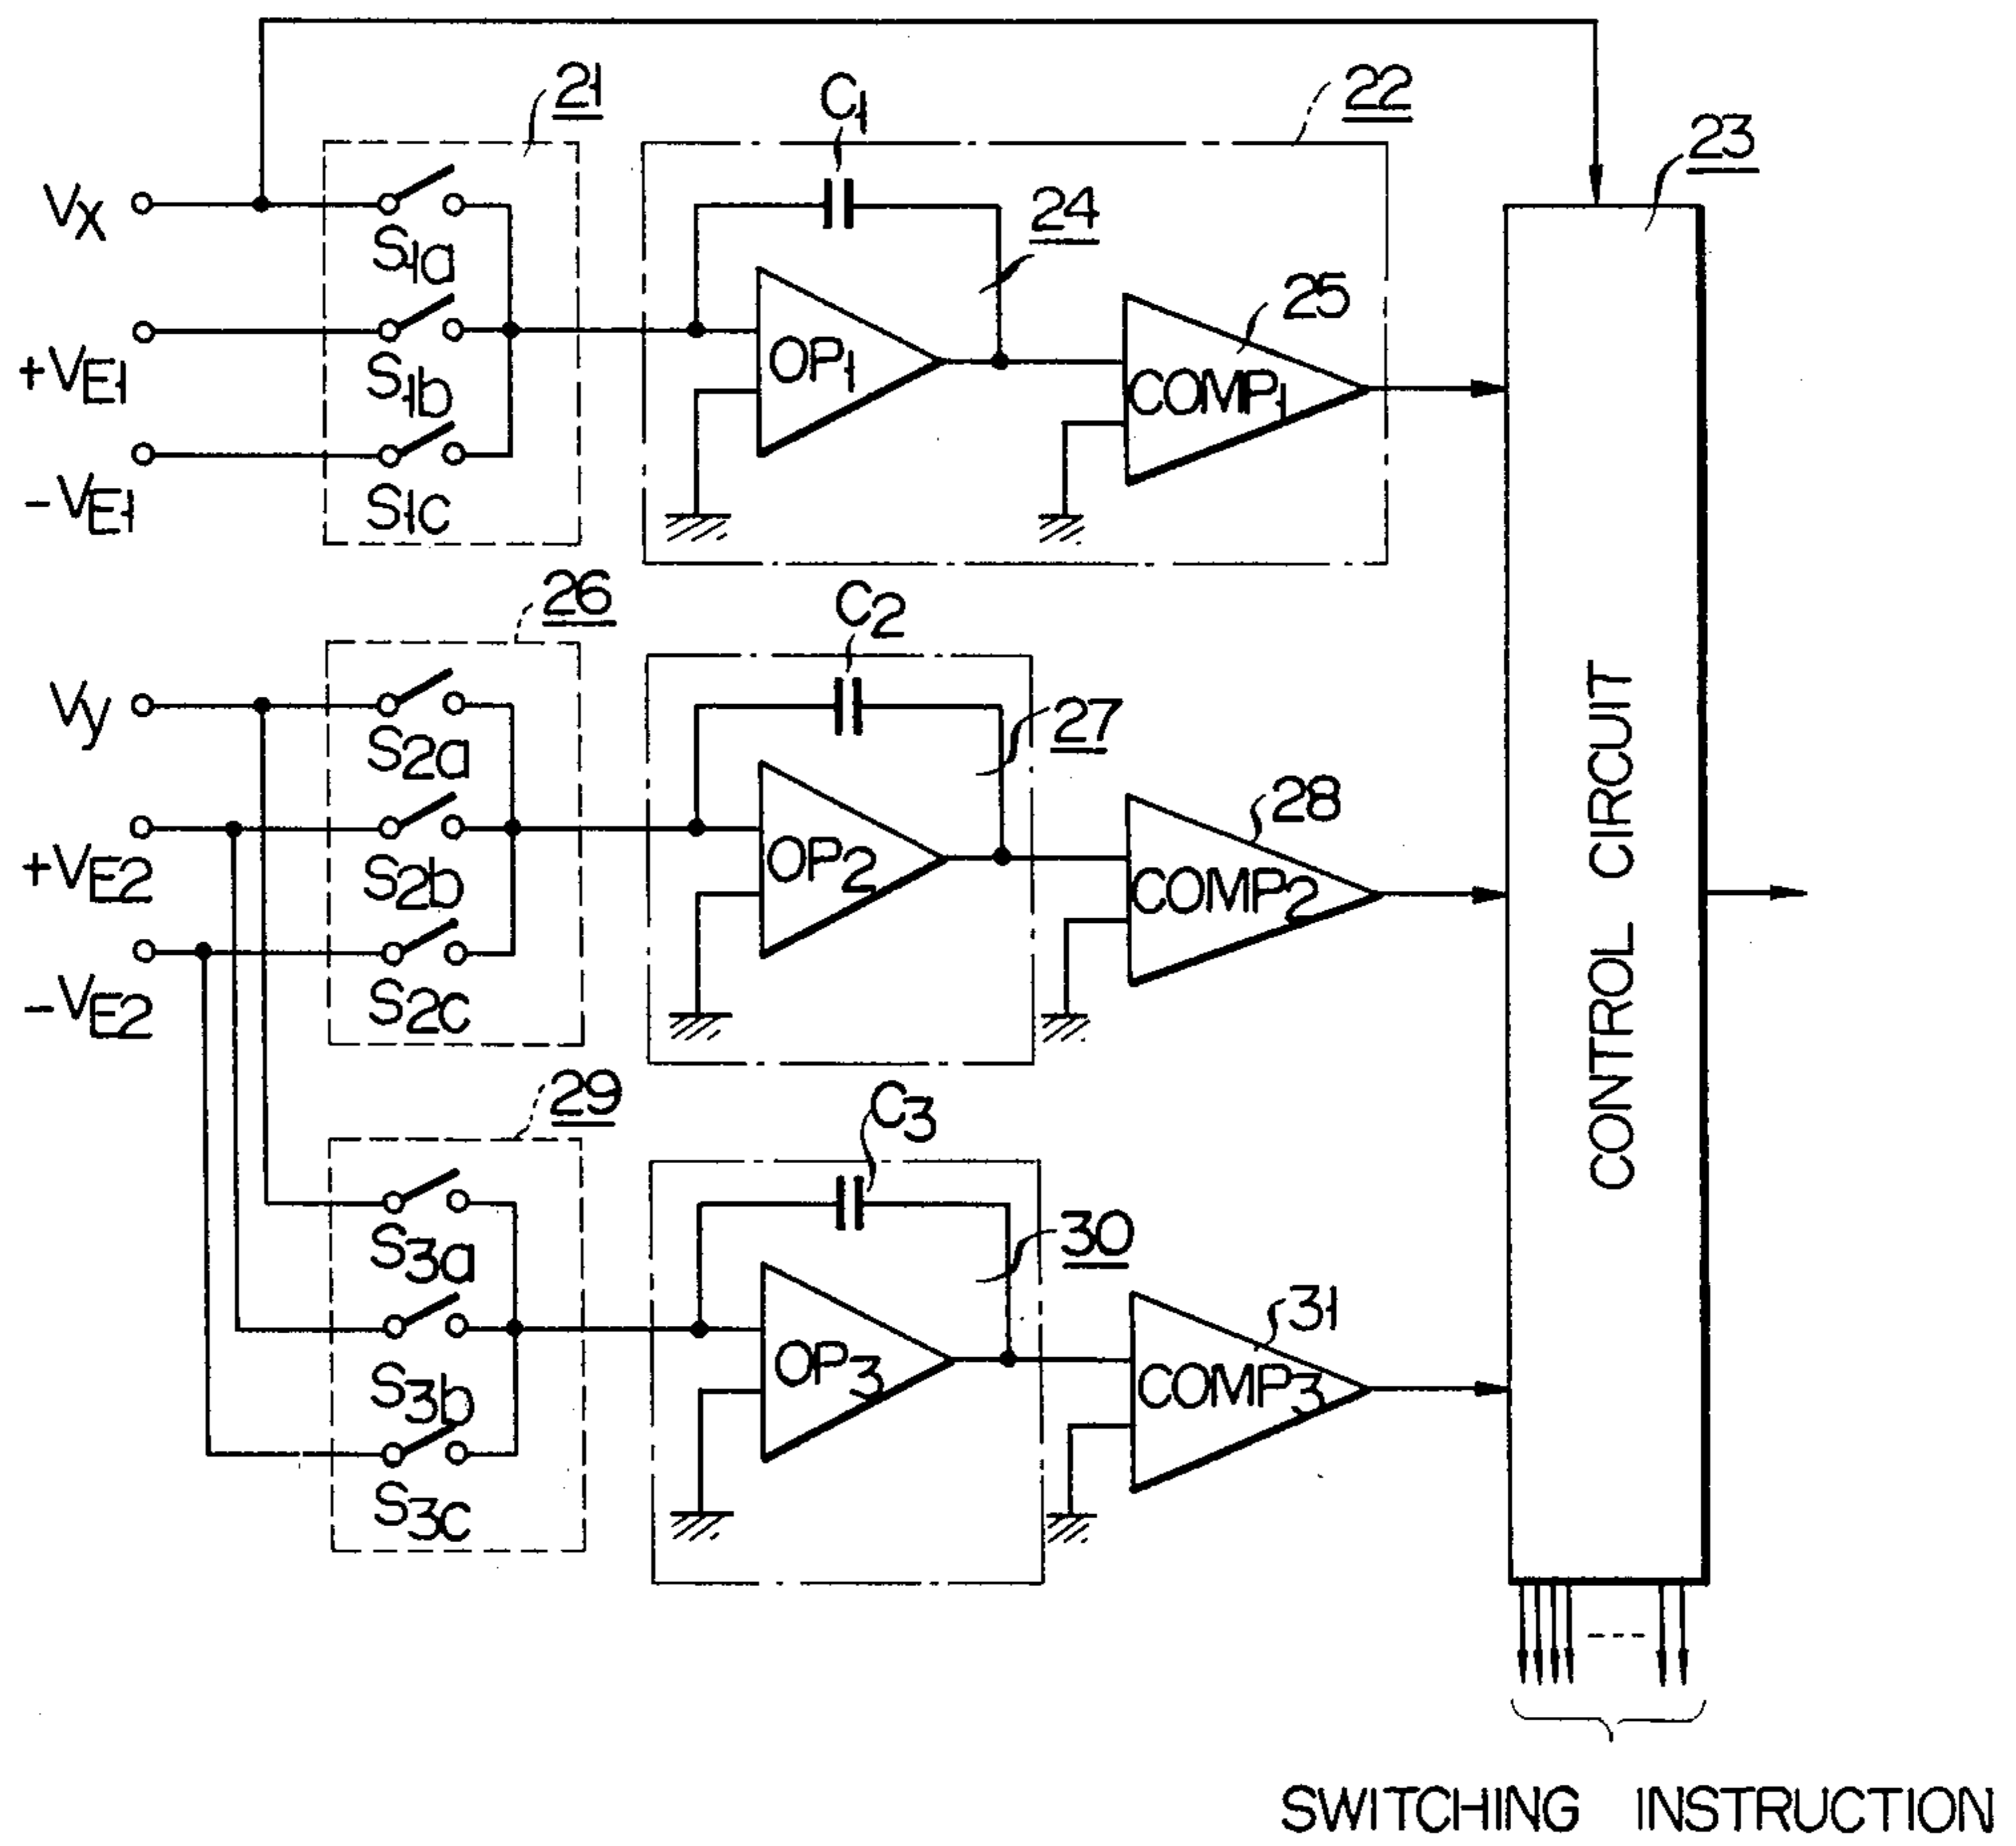 21
C1
22
23
VX
24
S1a
25
+VE1
S1b
OP1
COMP1
-VE1
S1c
26
C2
Vy
27
S2a
28
+VE2
S2b
OP2
COMP2
-VE2
S2c
29
C3
CONTROL CIRCUIT
30
S3a
31
S3b
OP3
COMP3
S3c
SWITCHING INSTRUCTION